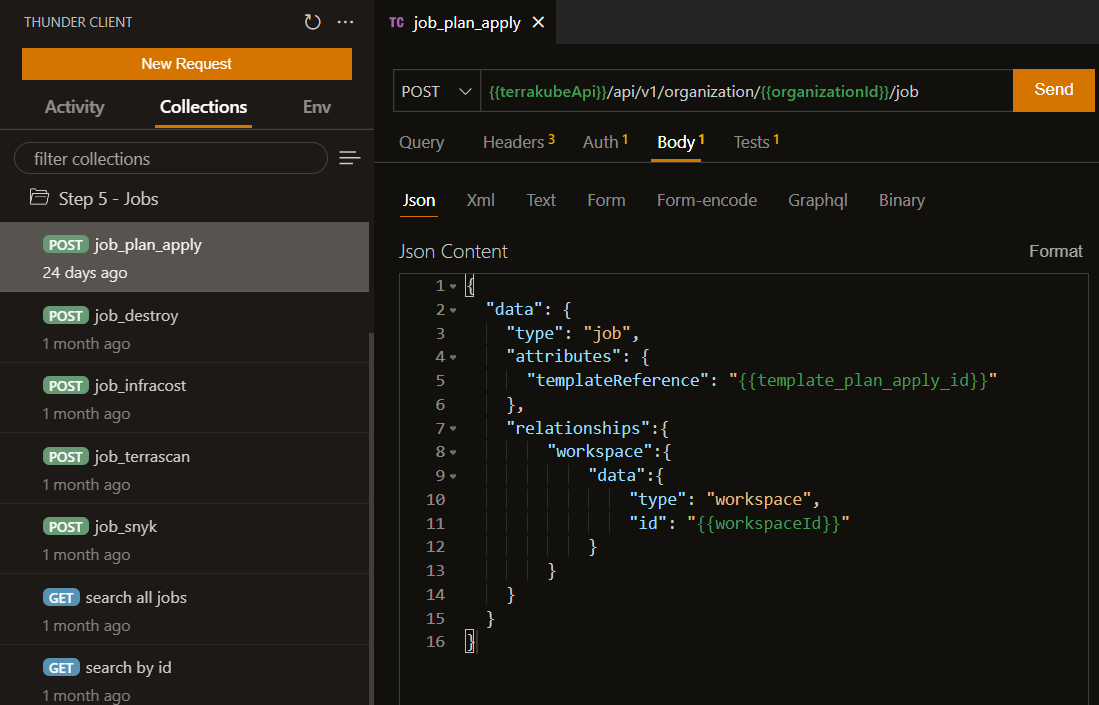 THUNDER CLIENT
New Request
Activity Collections Env
filter collections
Step 5 - Jobs
POST job_plan_apply
24 days ago
POST job_destroy
1 month ago
POST job_infracost
1 month ago
POST job_terrascan
1 month ago
POST job_snyk
1 month ago
GET search all jobs
1 month ago
GET search by id
1 month ago
TC job_plan_apply
POST {{terrakubeApi}}/api/v1/organization/{{organizationId}}/job Send
Query Headers 3 Auth 1 Body 1 Tests 1
Json Xml Text Form Form-encode Graphql Binary
Json Content Format
1 {
2 "data": {
3 "type": "job",
4 "attributes": {
5 "templateReference": "{{template_plan_apply_id}}"
6 },
7 "relationships":{
8 "workspace":{
9 "data":{
10 "type": "workspace",
11 "id": "{{workspaceId}}"
12 }
13 }
14 }
15 }
16 }